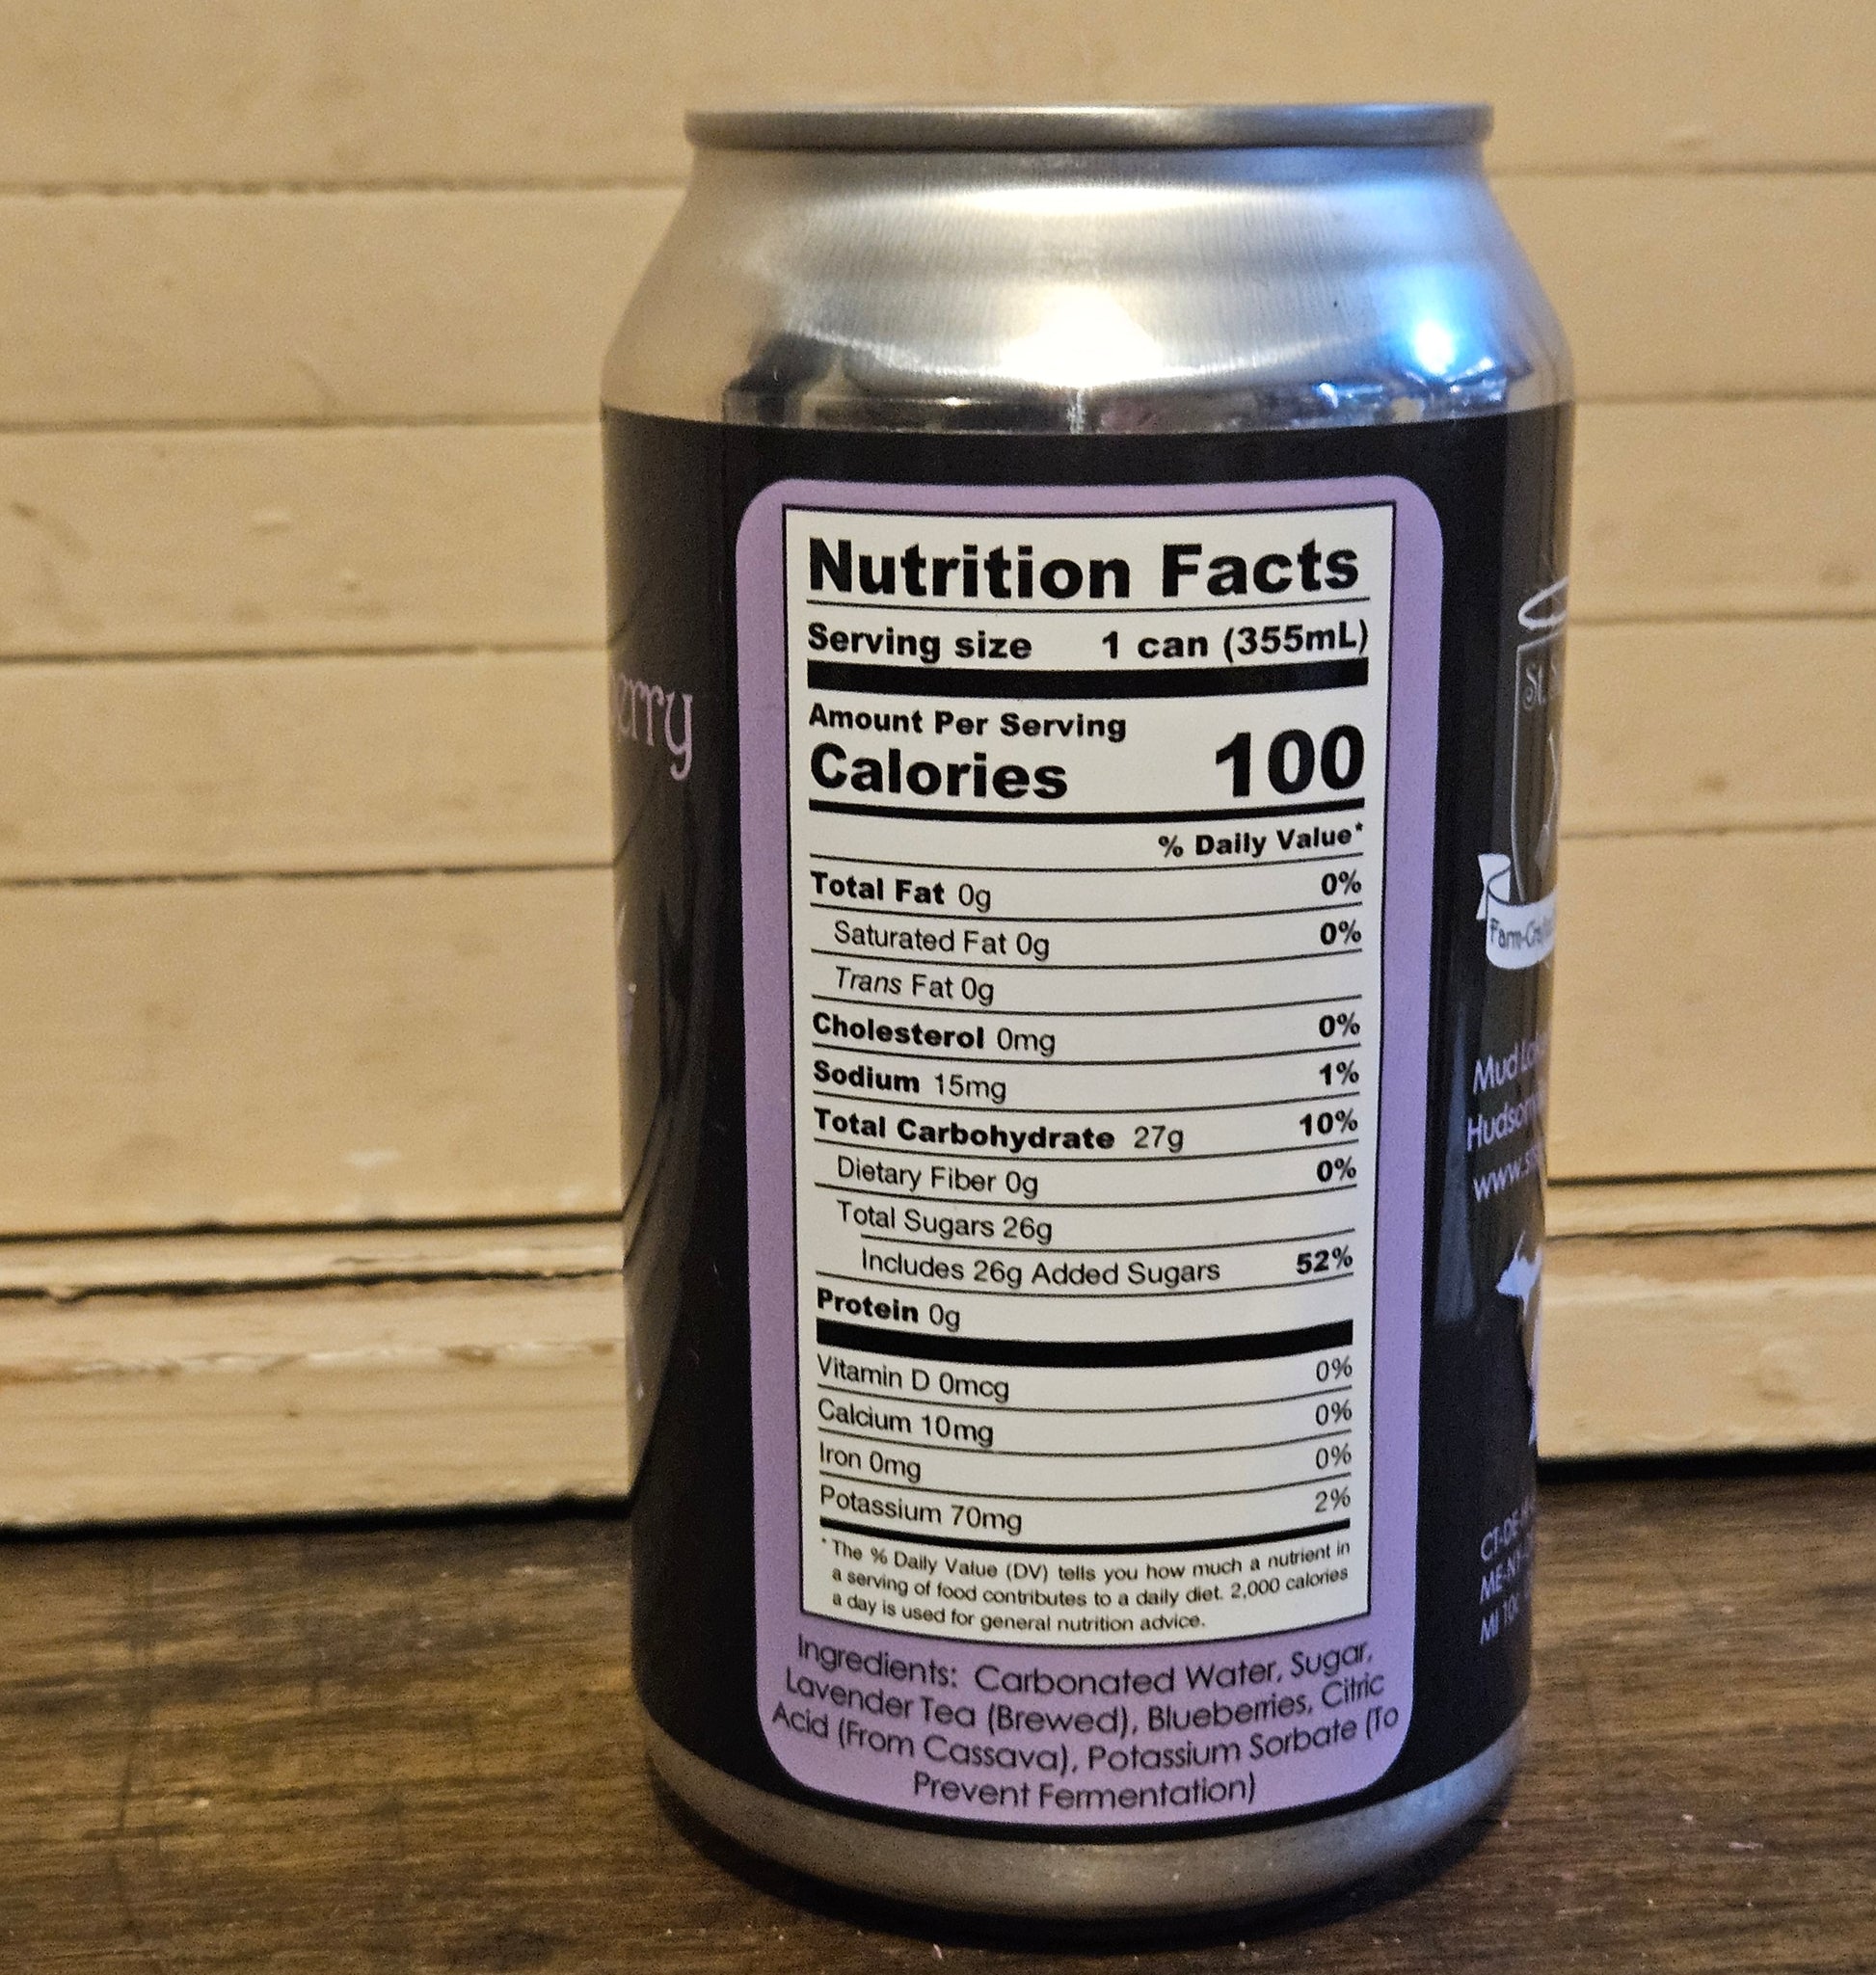 Nutrition Facts
Serving size 1 can (355mL)
Amount Per Serving
Calories 100
% Daily Value*
Total Fat 0g 0%
Saturated Fat 0g 0%
Trans Fat 0g
Cholesterol 0mg 0%
Sodium 15mg 1%
Total Carbohydrate 27g 10%
Dietary Fiber 0g 0%
Total Sugars 26g
Includes 26g Added Sugars 52%
Protein 0g
Vitamin D 0mcg 0%
Calcium 10mg 0%
Iron 0mg 0%
Potassium 70mg 2%
* The % Daily Value (DV) tells you how much a nutrient in
a serving of food contributes to a daily diet. 2,000 calories
a day is used for general nutrition advice.
Ingredients: Carbonated Water, Sugar,
Lavender Tea (Brewed), Blueberries, Citric
Acid (From Cassava), Potassium Sorbate (To
Prevent Fermentation)
St.
Mud